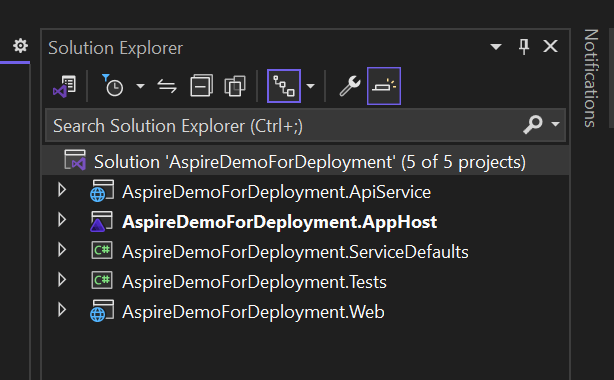 Solution Explorer
Search Solution Explorer (Ctrl+;)
Solution 'AspireDemoForDeployment' (5 of 5 projects)
AspireDemoForDeployment.ApiService
AspireDemoForDeployment.AppHost
C# AspireDemoForDeployment.ServiceDefaults
C# AspireDemoForDeployment.Tests
AspireDemoForDeployment.Web
Notifications